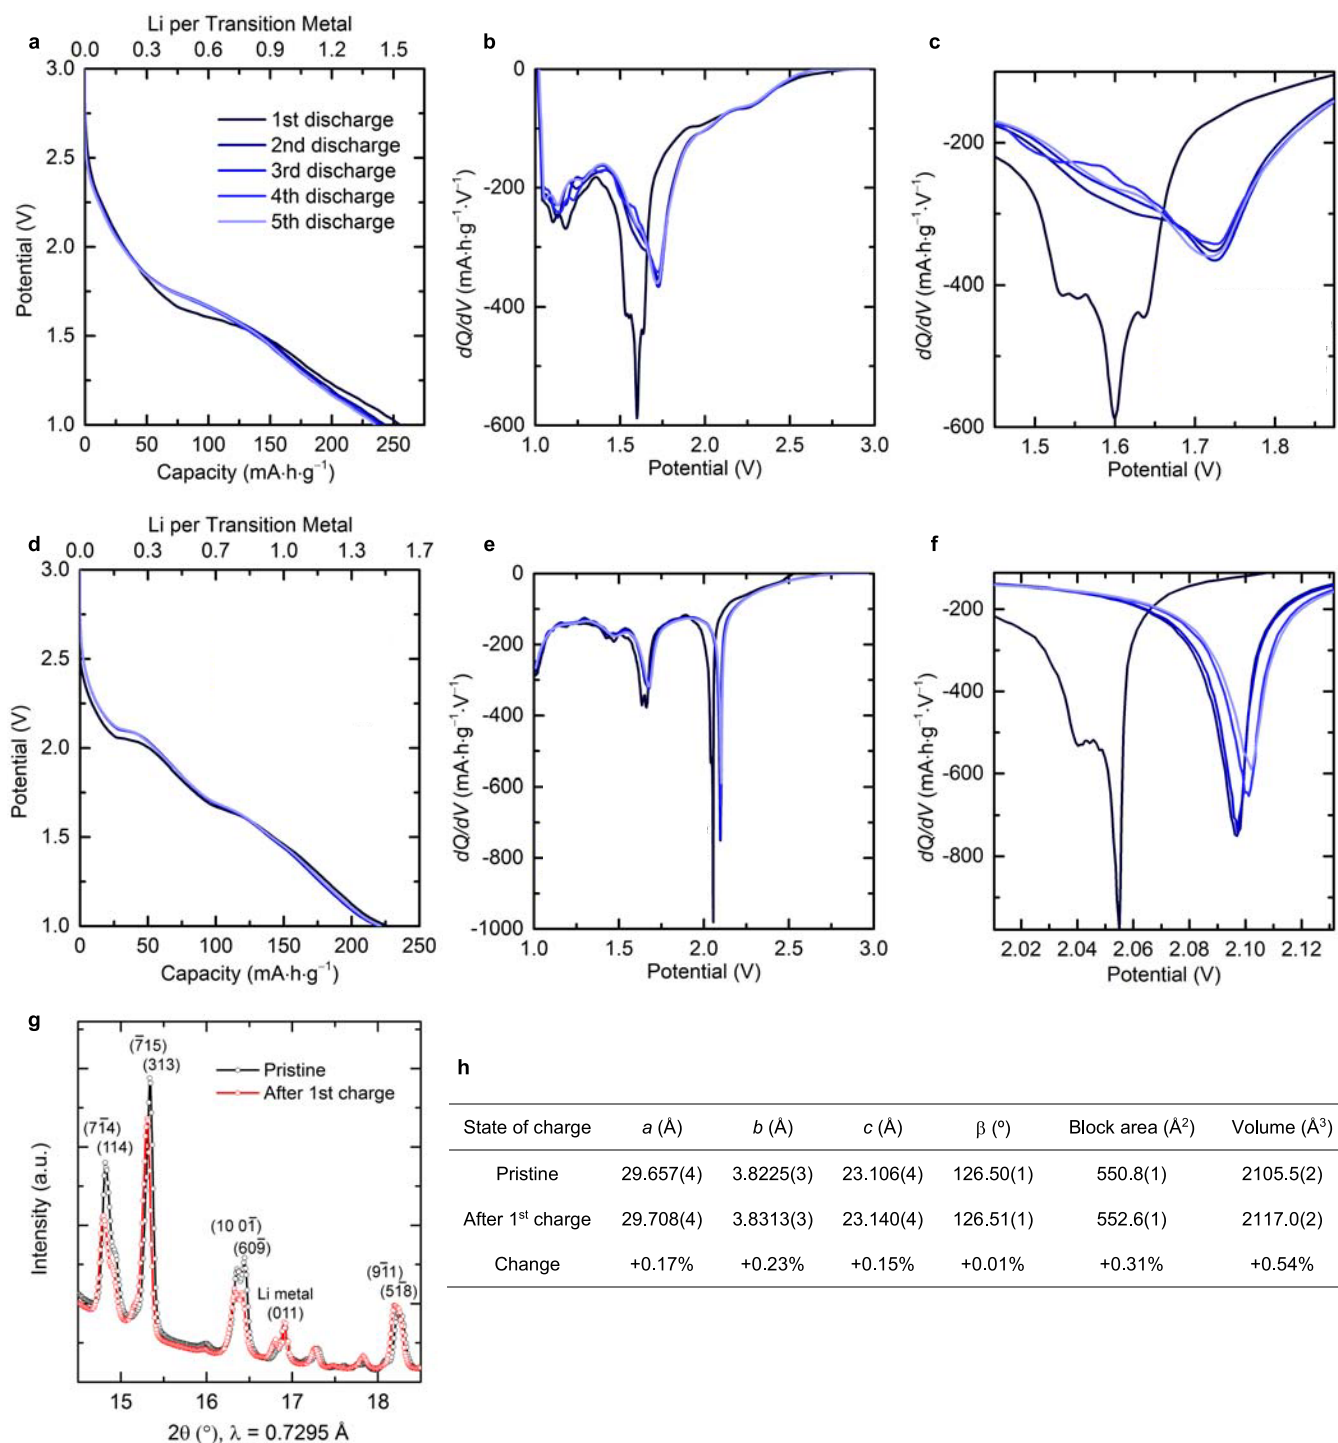 a
Li per Transition Metal
0.0 0.3 0.6 0.9 1.2 1.5
3.0
2.5
2.0
1.5
1.0
Potential (V)
1st discharge
2nd discharge
3rd discharge
4th discharge
5th discharge
0 50 100 150 200 250
Capacity (mA·h·g⁻¹)
b
0
-200
-400
-600
dQ/dV (mA·h·g⁻¹·V⁻¹)
1.0 1.5 2.0 2.5 3.0
Potential (V)
c
-200
-400
-600
dQ/dV (mA·h·g⁻¹·V⁻¹)
1.5 1.6 1.7 1.8
Potential (V)
d
Li per Transition Metal
0.0 0.3 0.7 1.0 1.3 1.7
3.0
2.5
2.0
1.5
1.0
Potential (V)
0 50 100 150 200 250
Capacity (mA·h·g⁻¹)
e
0
-200
-400
-600
-800
-1000
dQ/dV (mA·h·g⁻¹·V⁻¹)
1.0 1.5 2.0 2.5 3.0
Potential (V)
f
-200
-400
-600
-800
dQ/dV (mA·h·g⁻¹·V⁻¹)
2.02 2.04 2.06 2.08 2.10 2.12
Potential (V)
g
Intensity (a.u.)
(7̅15)
(313)
Pristine
After 1st charge
(71̅4)
(114)
(10 01̅)
(609̅)
Li metal
(011)
(91̅1̅1)
(51̅8)
15 16 17 18
2θ (°), λ = 0.7295 Å
h
State of charge a (Å) b (Å) c (Å) β (º) Block area (Å²) Volume (Å³)
Pristine 29.657(4) 3.8225(3) 23.106(4) 126.50(1) 550.8(1) 2105.5(2)
After 1st charge 29.708(4) 3.8313(3) 23.140(4) 126.51(1) 552.6(1) 2117.0(2)
Change +0.17% +0.23% +0.15% +0.01% +0.31% +0.54%